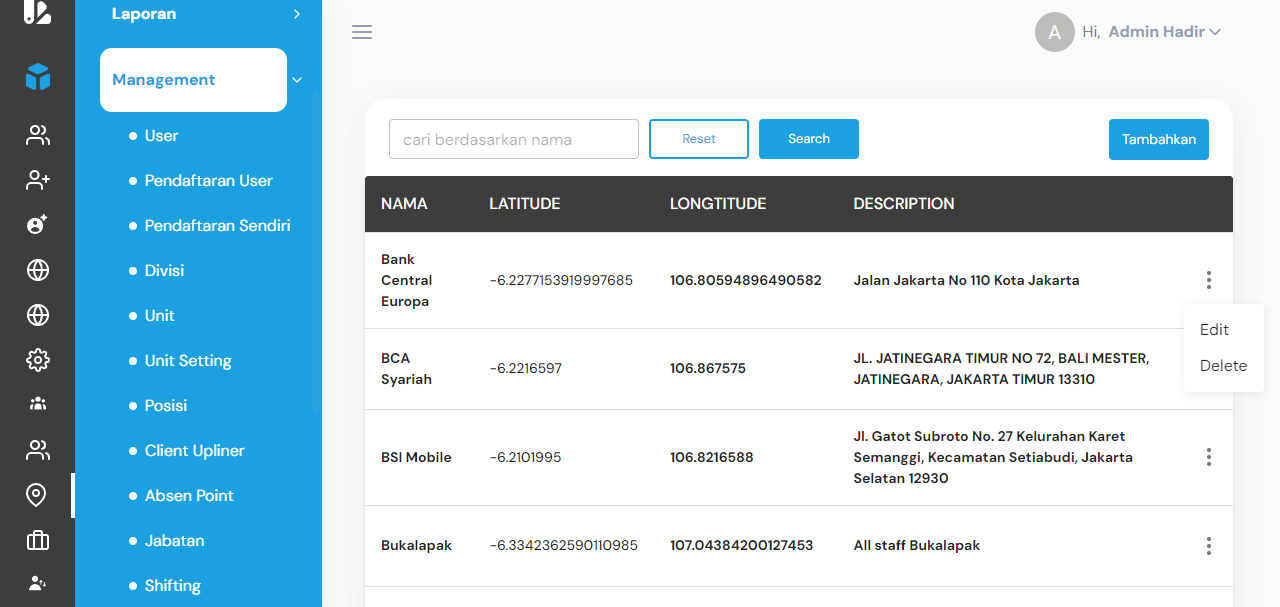 Laporan
Management
User
Pendaftaran User
Pendaftaran Sendiri
Divisi
Unit
Unit Setting
Posisi
Client Upliner
Absen Point
Jabatan
Shifting
A Hi, Admin Hadir
cari berdasarkan nama Reset Search Tambahkan
NAMA LATITUDE LONGTITUDE DESCRIPTION
Bank
Central
Europa
-6.2277153919997685 106.80594896490582 Jalan Jakarta No 110 Kota Jakarta
Edit
Delete
BCA
Syariah
-6.2216597 106.867575
JL. JATINEGARA TIMUR NO 72, BALI MESTER,
JATINEGARA, JAKARTA TIMUR 13310
BSI Mobile -6.2101995 106.8216588
Jl. Gatot Subroto No. 27 Kelurahan Karet
Semanggi, Kecamatan Setiabudi, Jakarta
Selatan 12930
Bukalapak -6.3342362590110985 107.04384200127453 All staff Bukalapak